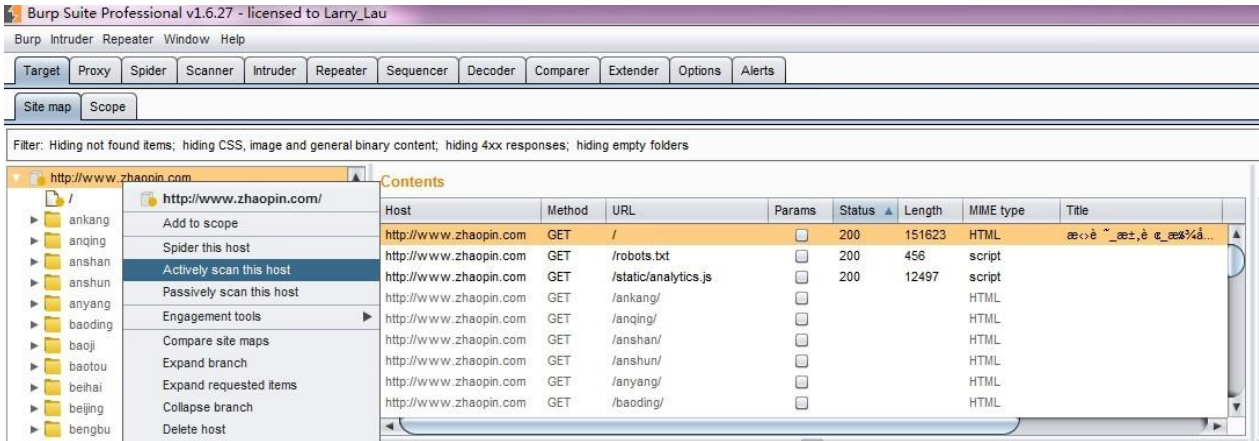 Burp Suite Professional v1.6.27 - licensed to Larry_Lau
Burp Intruder Repeater Window Help
Target Proxy Spider Scanner Intruder Repeater Sequencer Decoder Comparer Extender Options Alerts
Site map Scope
Filter: Hiding not found items; hiding CSS, image and general binary content; hiding 4xx responses; hiding empty folders
http://www.zhaopin.com
/
ankang
anqing
anshan
anshun
anyang
baoding
baoji
baotou
beihai
beijing
bengbu
http://www.zhaopin.com/
Add to scope
Spider this host
Actively scan this host
Passively scan this host
Engagement tools
Compare site maps
Expand branch
Expand requested items
Collapse branch
Delete host
Contents
Host Method URL Params Status Length MIME type Title
http://www.zhaopin.com GET / 200 151623 HTML
http://www.zhaopin.com GET /robots.txt 200 456 script
http://www.zhaopin.com GET /static/analytics.js 200 12497 script
http://www.zhaopin.com GET /ankang/ HTML
http://www.zhaopin.com GET /anqing/ HTML
http://www.zhaopin.com GET /anshan/ HTML
http://www.zhaopin.com GET /anshun/ HTML
http://www.zhaopin.com GET /anyang/ HTML
http://www.zhaopin.com GET /baoding/ HTML